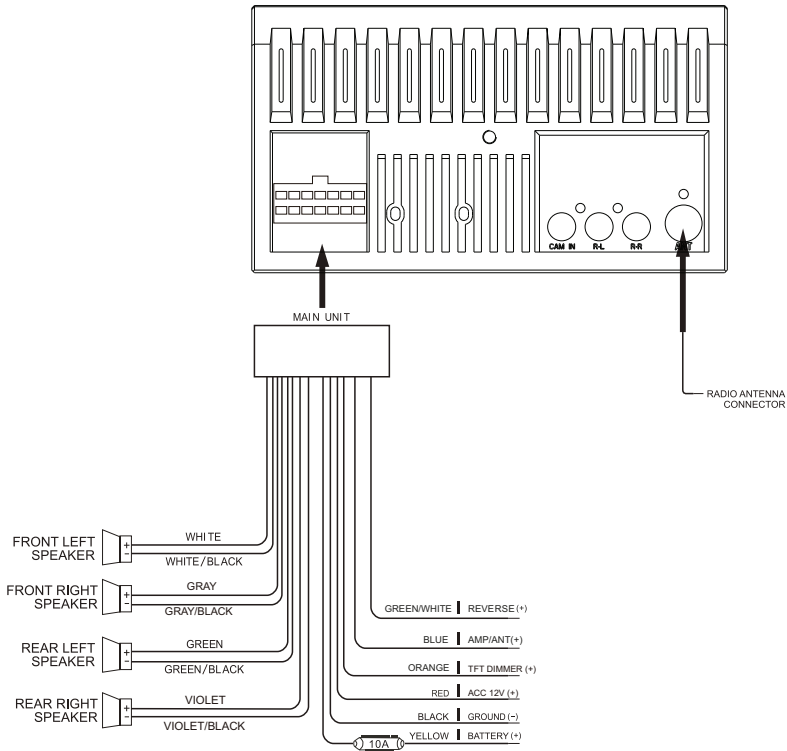 CAM IN R-L R-R ANT
MAIN UNIT
RADIO ANTENNA
CONNECTOR
FRONT LEFT
SPEAKER
+
−
WHITE
WHITE/BLACK
FRONT RIGHT
SPEAKER
+
−
GRAY
GRAY/BLACK
REAR LEFT
SPEAKER
+
−
GREEN
GREEN/BLACK
REAR RIGHT
SPEAKER
+
−
VIOLET
VIOLET/BLACK
GREEN/WHITE REVERSE (+)
BLUE AMP/ANT(+)
ORANGE TFT DIMMER (+)
RED ACC 12V (+)
BLACK GROUND (−)
10A YELLOW BATTERY (+)